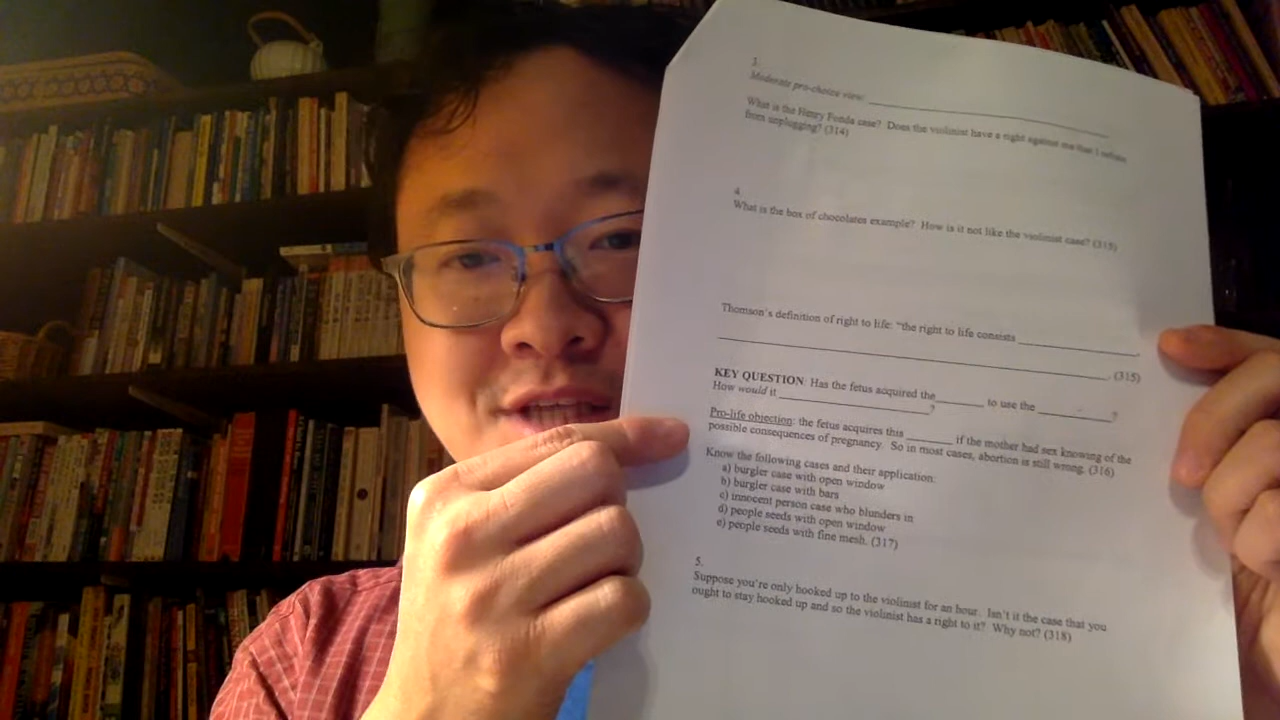 3.
Moderate pro-choice view: ____________
What is the Henry Fonda case? Does the violinist have a right against me that I refrain
from unplugging? (314)
4.
What is the box of chocolates example? How is it not like the violinist case? (315)
Thomson's definition of right to life: "the right to life consists ____________,
____________. (315)
KEY QUESTION: Has the fetus acquired the ______ to use the ______?
How would it ____________?
Pro-life objection: the fetus acquires this ______ if the mother had sex knowing of the
possible consequences of pregnancy. So in most cases, abortion is still wrong. (316)
Know the following cases and their application:
a) burgler case with open window
b) burgler case with bars
c) innocent person case who blunders in
d) people seeds with open window
e) people seeds with fine mesh. (317)
5.
Suppose you're only hooked up to the violinist for an hour. Isn't it the case that you
ought to stay hooked up and so the violinist has a right to it? Why not? (318)